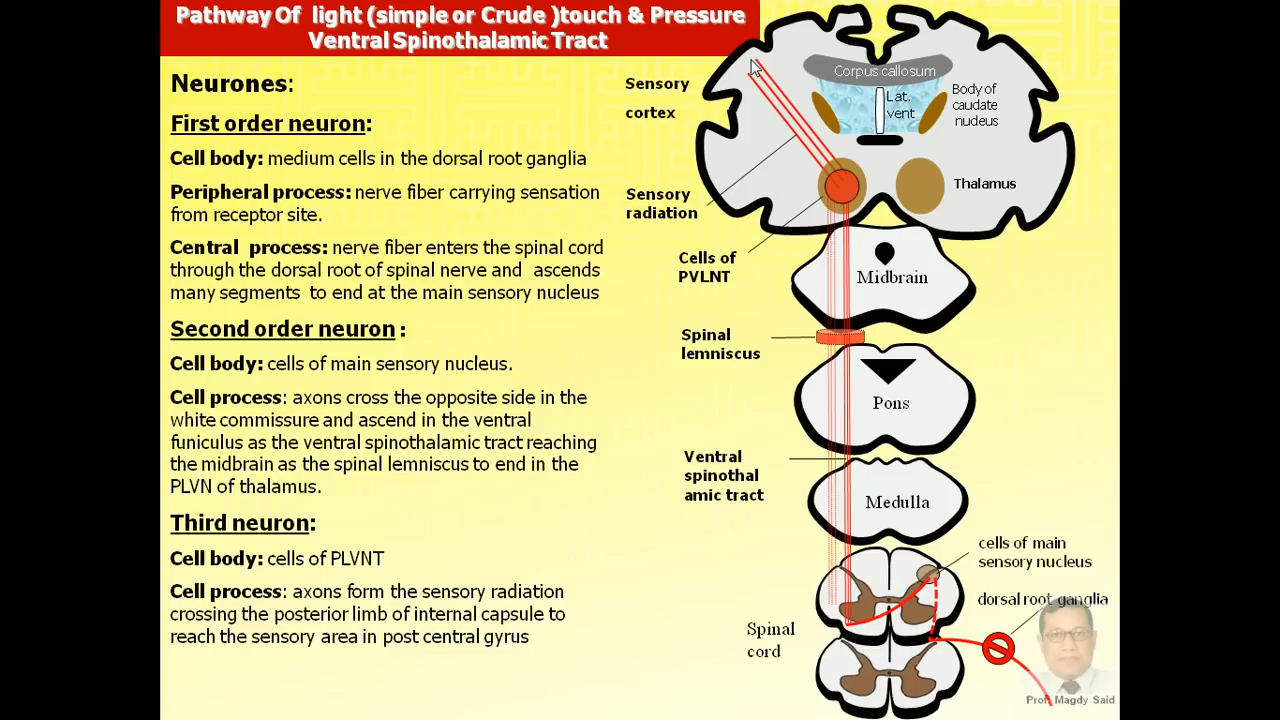 Pathway Of light (simple or Crude )touch & Pressure
Ventral Spinothalamic Tract
Neurones:
First order neuron:
Cell body: medium cells in the dorsal root ganglia
Peripheral process: nerve fiber carrying sensation
from receptor site.
Central process: nerve fiber enters the spinal cord
through the dorsal root of spinal nerve and ascends
many segments to end at the main sensory nucleus
Second order neuron :
Cell body: cells of main sensory nucleus.
Cell process: axons cross the opposite side in the
white commissure and ascend in the ventral
funiculus as the ventral spinothalamic tract reaching
the midbrain as the spinal lemniscus to end in the
PLVN of thalamus.
Third neuron:
Cell body: cells of PLVNT
Cell process: axons form the sensory radiation
crossing the posterior limb of internal capsule to
reach the sensory area in post central gyrus
Sensory
cortex
Corpus callosum
Lat.
vent
Body of
caudate
nucleus
Thalamus
Sensory
radiation
Cells of
PVLNT
Midbrain
Spinal
lemniscus
Pons
Ventral
spinothal
amic tract
Medulla
cells of main
sensory nucleus
dorsal root ganglia
Spinal
cord
Prof. Magdy Said